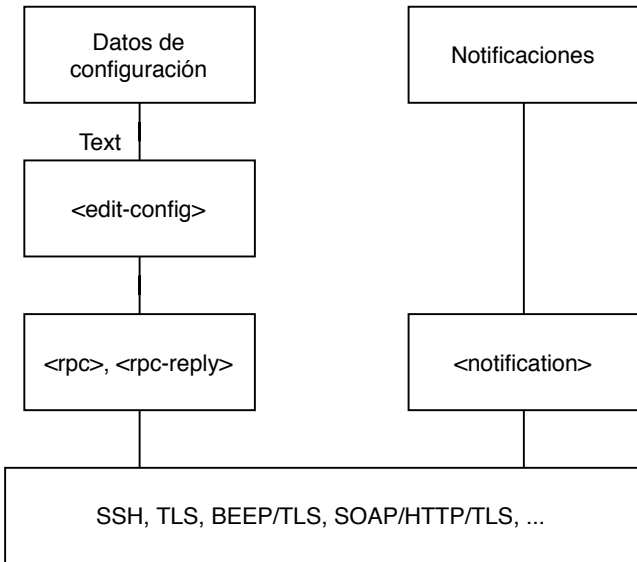 Datos de
configuración
Notificaciones
Text
<edit-config>
<rpc>, <rpc-reply>
<notification>
SSH, TLS, BEEP/TLS, SOAP/HTTP/TLS, ...